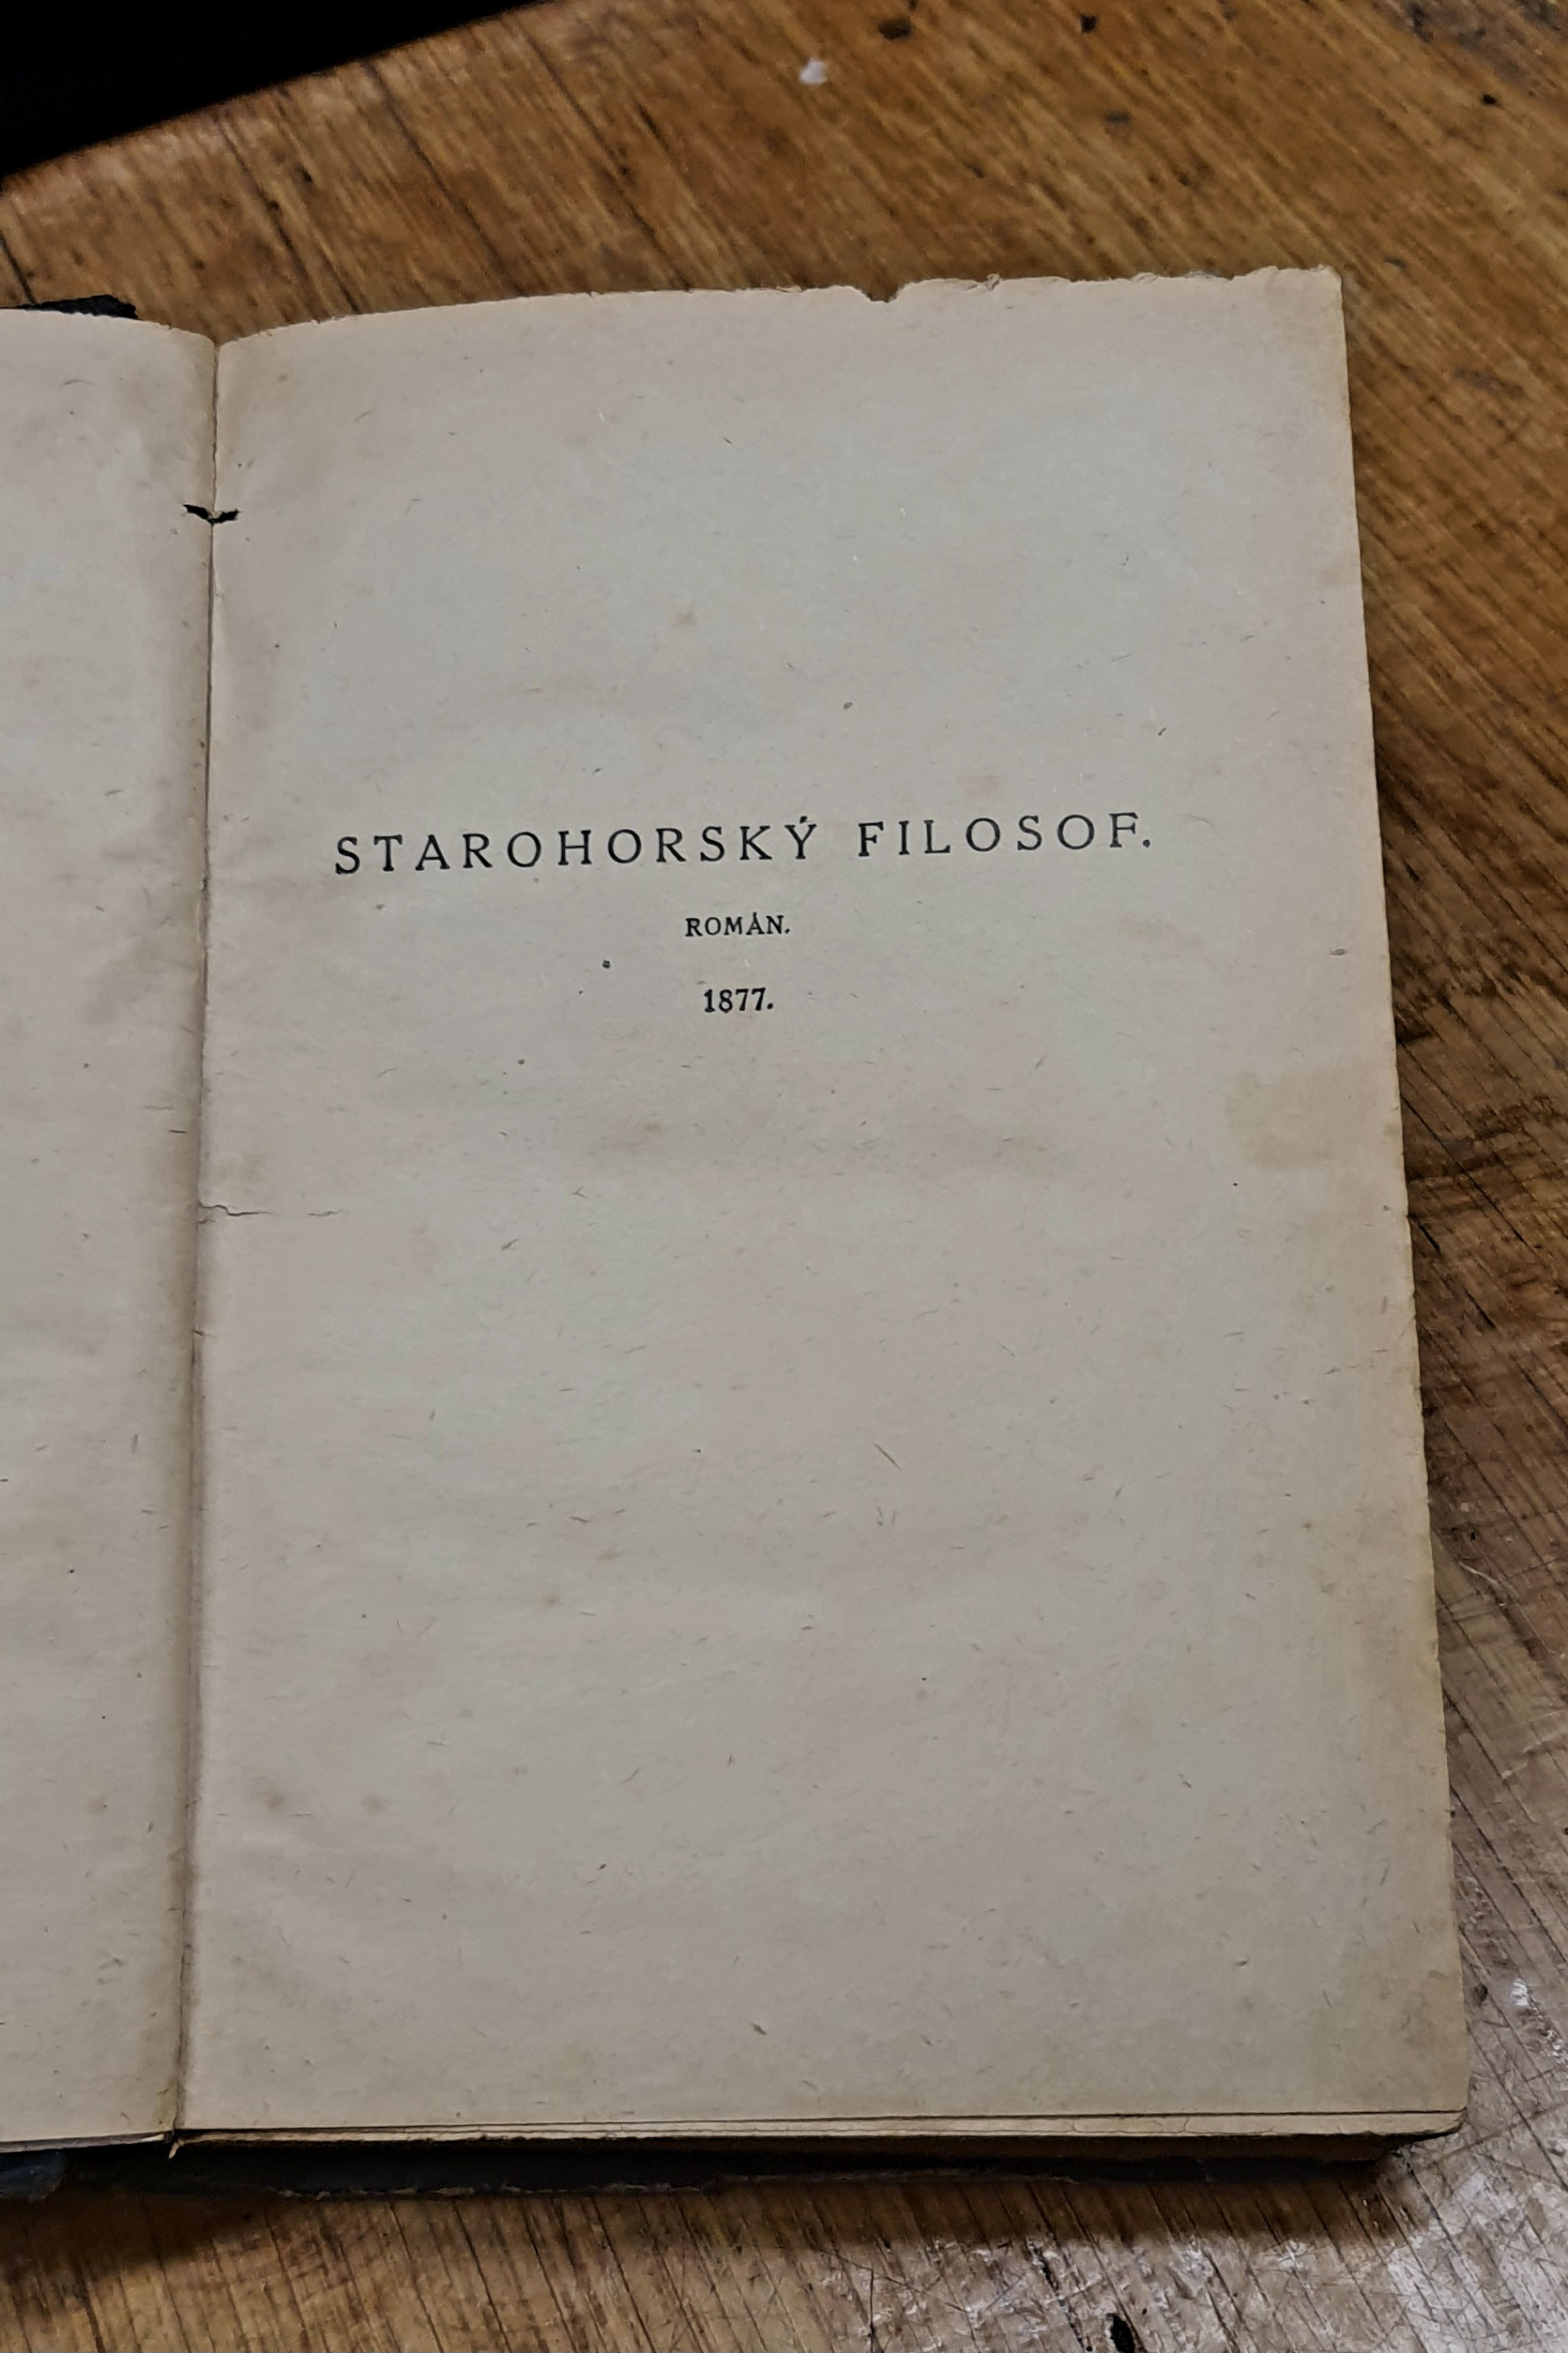 STAROHORSKÝ FILOSOF.
ROMÁN.
1877.